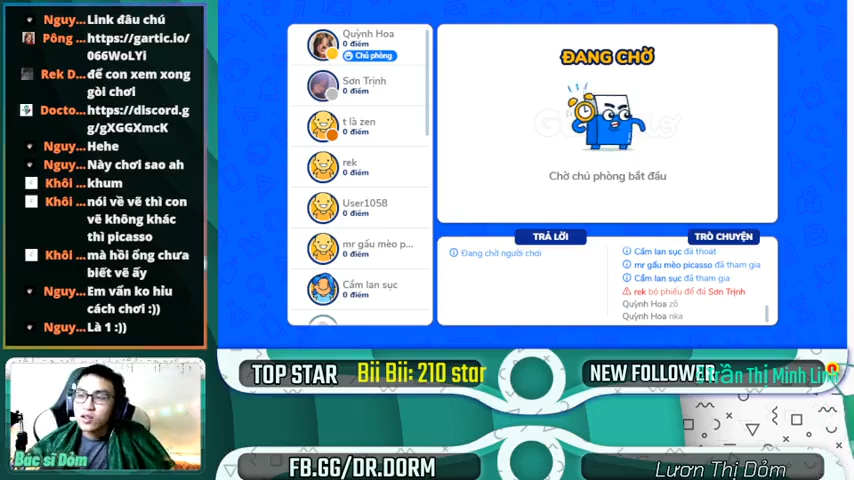 Nguy... Link đâu chú
Pông ... https://gartic.io/
066WoLYi
Rek D... để con xem xong
gòi chơi
Docto... https://discord.g
g/gXGGXmcK
Nguy... Hehe
Nguy... Này chơi sao ah
Khôi ... khum
Khôi ... nói về vẽ thì con
vẽ không khác
thì picasso
Khôi ... mà hồi ổng chưa
biết vẽ ấy
Nguy... Em vẩn ko hiu
cách chơi :))
Nguy... Là 1 :))
Bác sĩ Dỏm
Quỳnh Hoa
0 điểm
Chủ phòng
Sơn Trịnh
0 điểm
t là zen
0 điểm
rek
0 điểm
User1058
0 điểm
mr gấu mèo p...
0 điểm
Cầm lan sục
0 điểm
ĐANG CHỜ
Chờ chủ phòng bắt đầu
TRẢ LỜI
Đang chờ người chơi
TRÒ CHUYỆN
Cầm lan sục đã thoát
mr gấu mèo picasso đã tham gia
Cầm lan sục đã tham gia
rek bỏ phiếu để đá Sơn Trịnh
Quỳnh Hoa zô
Quỳnh Hoa nka
TOP STAR
Bii Bii: 210 star
NEW FOLLOWER
Trần Thị Minh Linh
FB.GG/DR.DORM
Lươn Thị Dỏm